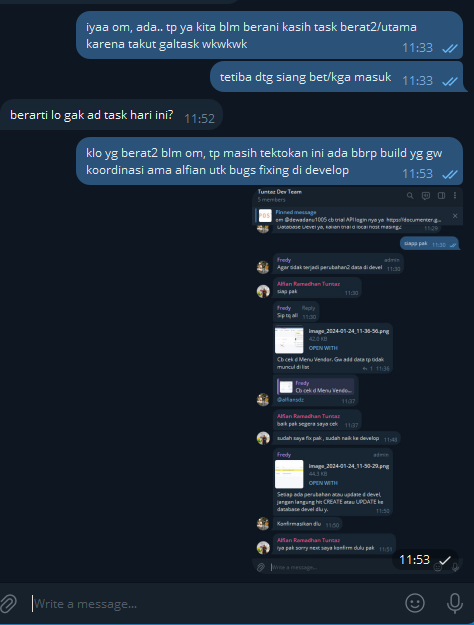 iyaa om, ada.. tp ya kita blm berani kasih task berat2/utama
karena takut galtask wkwkwk
11:33
tetiba dtg siang bet/kga masuk
11:33
berarti lo gak ad task hari ini?
11:52
klo yg berat2 blm om, tp masih tektokan ini ada bbrp build yg gw
koordinasi ama alfian utk bugs fixing di develop
11:53
Tuntaz Dev Team
5 members
Pinned message
om @dewadanu1005 cb trial API login nya ya https://documenter.g...
Database Devel ya, kalian trial di local host masing2
11:29
siapp pak 11:30
Fredy admin
Agar tidak terjadi perubahan2 data di devel 11:30
Alfian Ramadhan Tuntaz
siap pak 11:30
Fredy Reply
Sip tq all 11:30
image_2024-01-24_11-36-56.png
42.0 KB
OPEN WITH
Cb cek d Menu Vendor. Gw add data tp tidak
muncul di list 1 11:36
Fredy
Cb cek d Menu Vendo...
@alfiansdz 11:37
Alfian Ramadhan Tuntaz
baik pak segera saya cek 11:37
sudah saya fix pak , sudah naik ke develop 11:48
Fredy admin
image_2024-01-24_11-50-29.png
44.5 KB
OPEN WITH
Setiap ada perubahan atau update d devel,
jangan langung hit CREATE atau UPDATE ke
database devel dlu y. 11:50
Konfirmasikan dlu 11:50
Alfian Ramadhan Tuntaz
Iya pak sorry next saya konfirm dulu pak 11:51
Write a message...
11:53
Write a message...